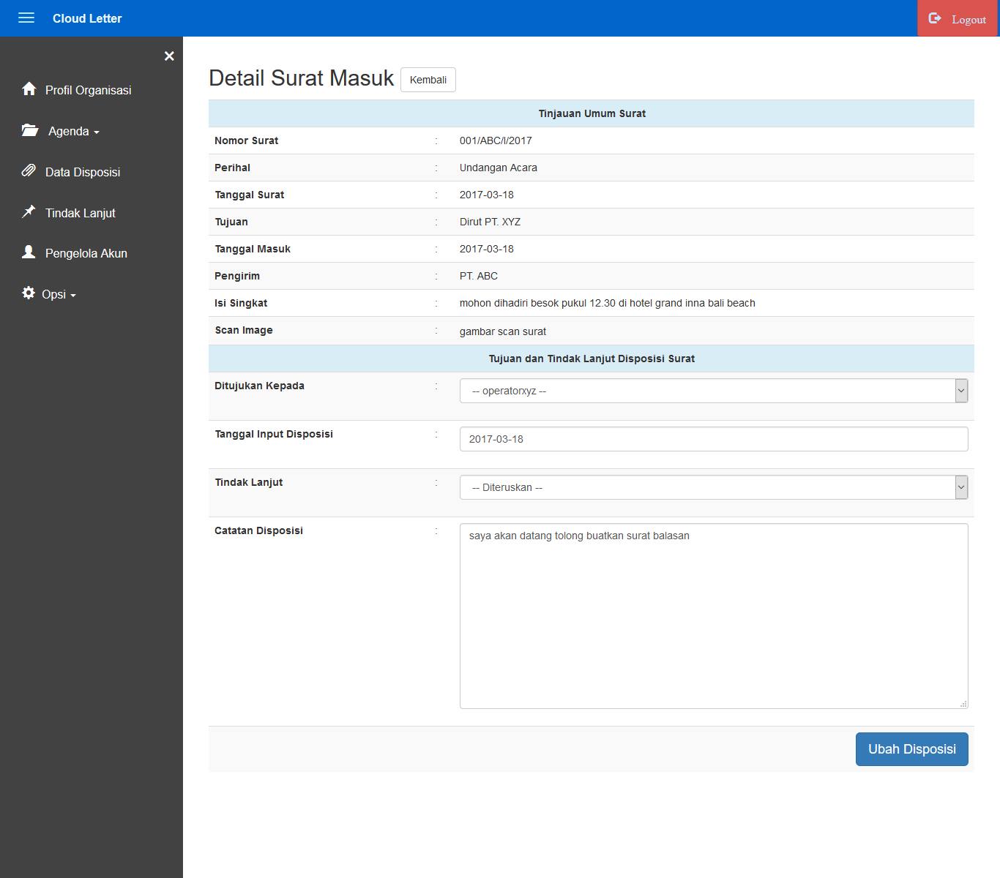 Cloud Letter
Logout
Profil Organisasi
Agenda
Data Disposisi
Tindak Lanjut
Pengelola Akun
Opsi
Detail Surat Masuk Kembali
Tinjauan Umum Surat
Nomor Surat : 001/ABC/I/2017
Perihal : Undangan Acara
Tanggal Surat : 2017-03-18
Tujuan : Dirut PT. XYZ
Tanggal Masuk : 2017-03-18
Pengirim : PT. ABC
Isi Singkat : mohon dihadiri besok pukul 12.30 di hotel grand inna bali beach
Scan Image : gambar scan surat
Tujuan dan Tindak Lanjut Disposisi Surat
Ditujukan Kepada : -- operatorxyz --
Tanggal Input Disposisi : 2017-03-18
Tindak Lanjut : -- Diteruskan --
Catatan Disposisi : saya akan datang tolong buatkan surat balasan
Ubah Disposisi